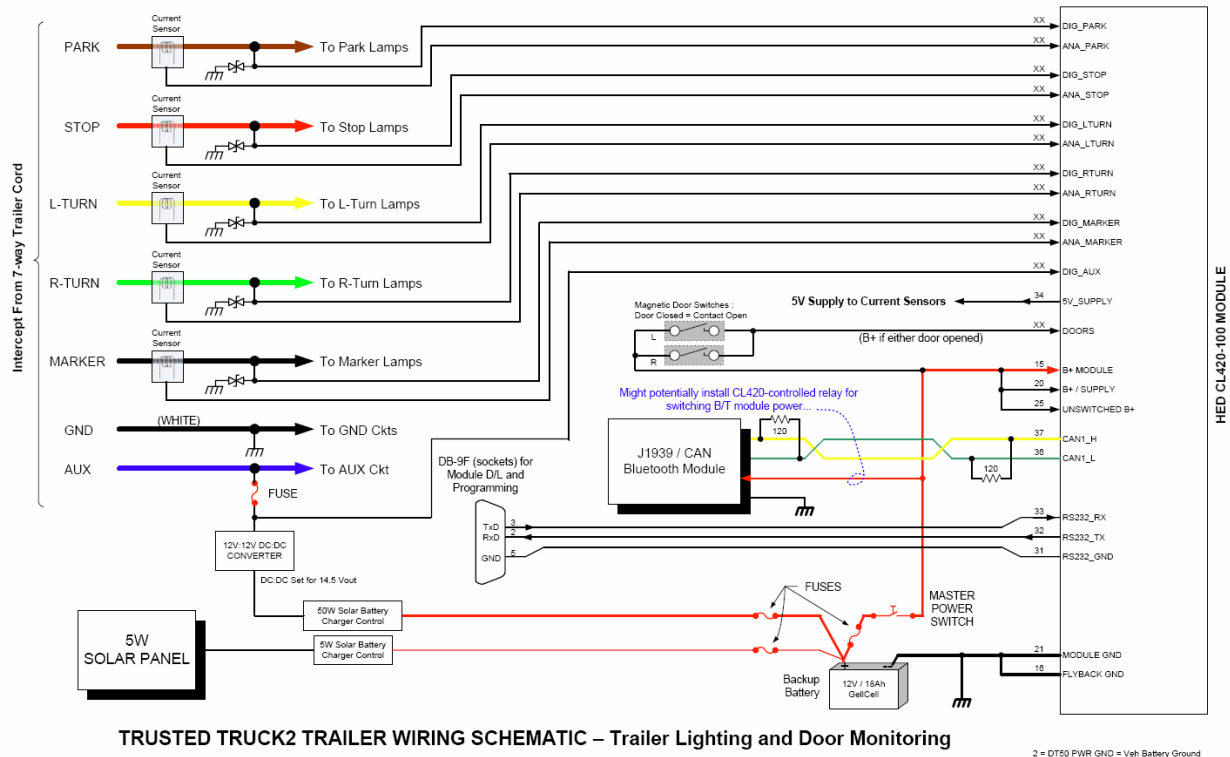 Current
Sensor
PARK
To Park Lamps
XX
DIG_PARK
XX
ANA_PARK
Current
Sensor
STOP
To Stop Lamps
XX
DIG_STOP
XX
ANA_STOP
Current
Sensor
L-TURN
To L-Turn Lamps
XX
DIG_LTURN
XX
ANA_LTURN
Current
Sensor
R-TURN
To R-Turn Lamps
XX
DIG_RTURN
XX
ANA_RTURN
Current
Sensor
MARKER
To Marker Lamps
XX
DIG_MARKER
XX
ANA_MARKER
Intercept From 7-way Trailer Cord
GND
(WHITE)
To GND Ckts
AUX
To AUX Ckt
XX
DIG_AUX
FUSE
12V:12V DC:DC
CONVERTER
DC:DC Set for 14.5 Vout
5V Supply to Current Sensors
34
5V_SUPPLY
Magnetic Door Switches :
Door Closed = Contact Open
L
R
XX
DOORS
(B+ if either door opened)
15
B+ MODULE
20
B+ / SUPPLY
25
UNSWITCHED B+
Might potentially install CL420-controlled relay for
switching B/T module power...
120
J1939 / CAN
Bluetooth Module
37
CAN1_H
36
CAN1_L
120
DB-9F (sockets) for
Module D/L and
Programming
TxD
3
RxD
2
GND
5
33
RS232_RX
32
RS232_TX
31
RS232_GND
HED CL420-100 MODULE
5W
SOLAR PANEL
50W Solar Battery
Charger Control
5W Solar Battery
Charger Control
FUSES
MASTER
POWER
SWITCH
Backup
Battery
+
--
12V / 18Ah
GellCell
21
MODULE GND
16
FLYBACK GND
TRUSTED TRUCK2 TRAILER WIRING SCHEMATIC – Trailer Lighting and Door Monitoring
2 = DT50 PWR GND = Veh Battery Ground